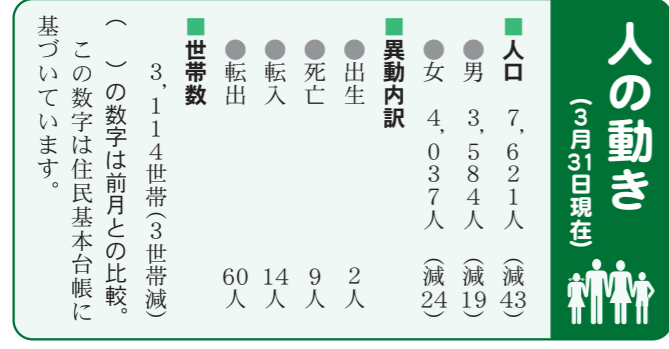 人の動き
(3月31日現在)
■人口 7,621人 (減43)
●男 3,584人 (減19)
●女 4,037人 (減24)
■異動内訳
●出生 2人
●死亡 9人
●転入 14人
●転出 60人
■世帯数
3,114世帯(3世帯減)
( )の数字は前月との比較。
この数字は住民基本台帳に
基づいています。